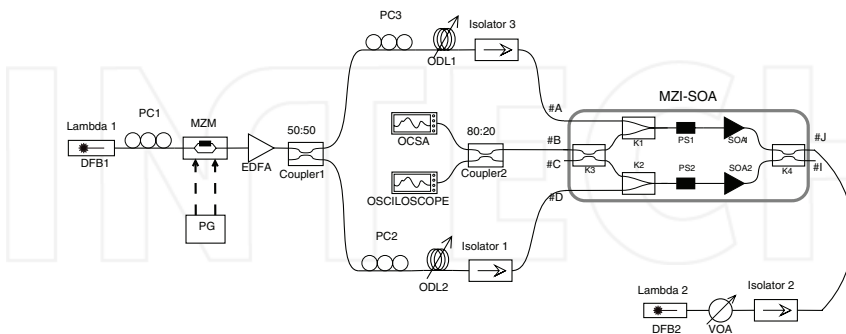 PC3
Isolator 3
ODL1
MZI-SOA
#A
PC1
Lambda 1
MZM
50:50
OCSA
80:20
#B
K1
PS1
SOA1
#J
DFB1
EDFA
Coupler1
Coupler2
#C
K3
K2
K4
#I
OSCILOSCOPE
PS2
SOA2
#D
PG
PC2
Isolator 1
ODL2
Lambda 2
Isolator 2
DFB2
VOA
INTECH